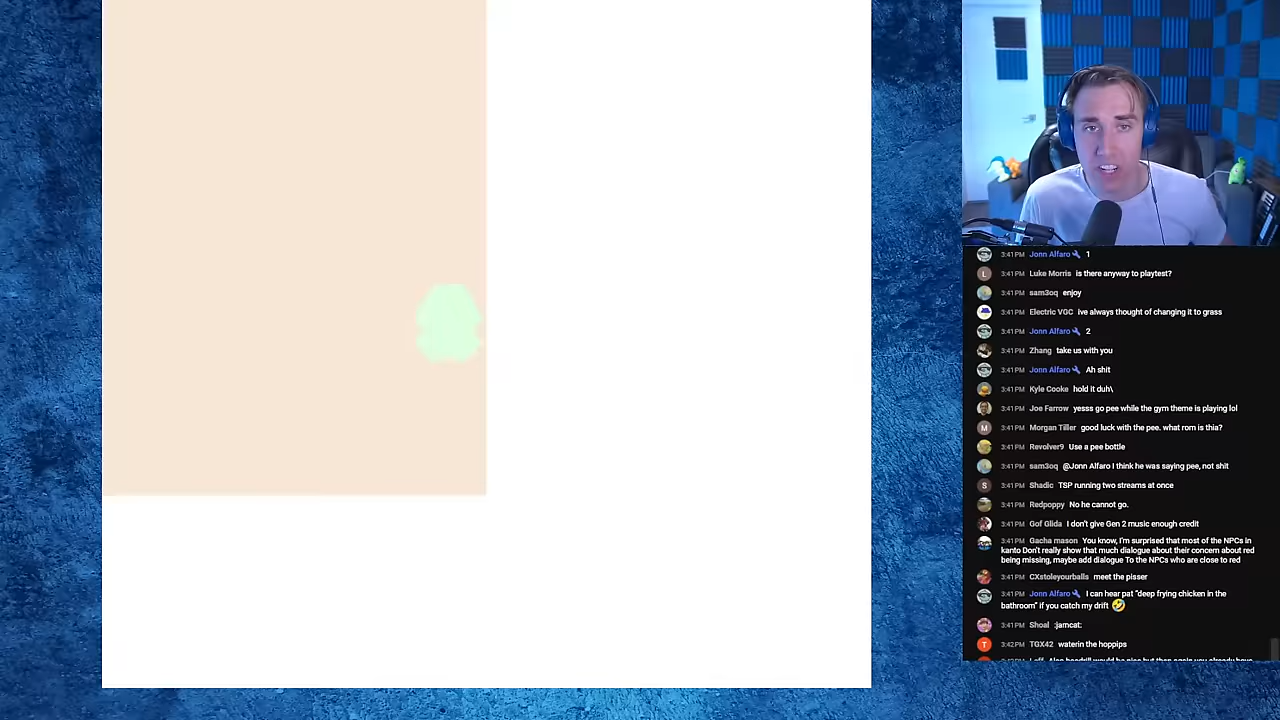 3:41PM Jonn Alfaro 1
3:41PM Luke Morris is there anyway to playtest?
3:41PM sam3oq enjoy
3:41PM Electric VGC ive always thought of changing it to grass
3:41PM Jonn Alfaro 2
3:41PM Zhang take us with you
3:41PM Jonn Alfaro Ah shit
3:41PM Kyle Cooke hold it duh\
3:41PM Joe Farrow yesss go pee while the gym theme is playing lol
M 3:41PM Morgan Tiller good luck with the pee. what rom is thia?
3:41PM Revolver9 Use a pee bottle
3:41PM sam3oq @Jonn Alfaro I think he was saying pee, not shit
S 3:41PM Shadic TSP running two streams at once
3:41PM Redpoppy No he cannot go.
3:41PM Gof Glida I don't give Gen 2 music enough credit
3:41PM Gacha mason You know, I'm surprised that most of the NPCs in
kanto Don't really show that much dialogue about their concern about red
being missing, maybe add dialogue To the NPCs who are close to red
3:41PM CXstoleyourballs meet the pisser
3:41PM Jonn Alfaro I can hear pat "deep frying chicken in the
bathroom" if you catch my drift 🤣
3:41PM Shoal :jamcat:
T 3:42PM TGX42 waterin the hoppips